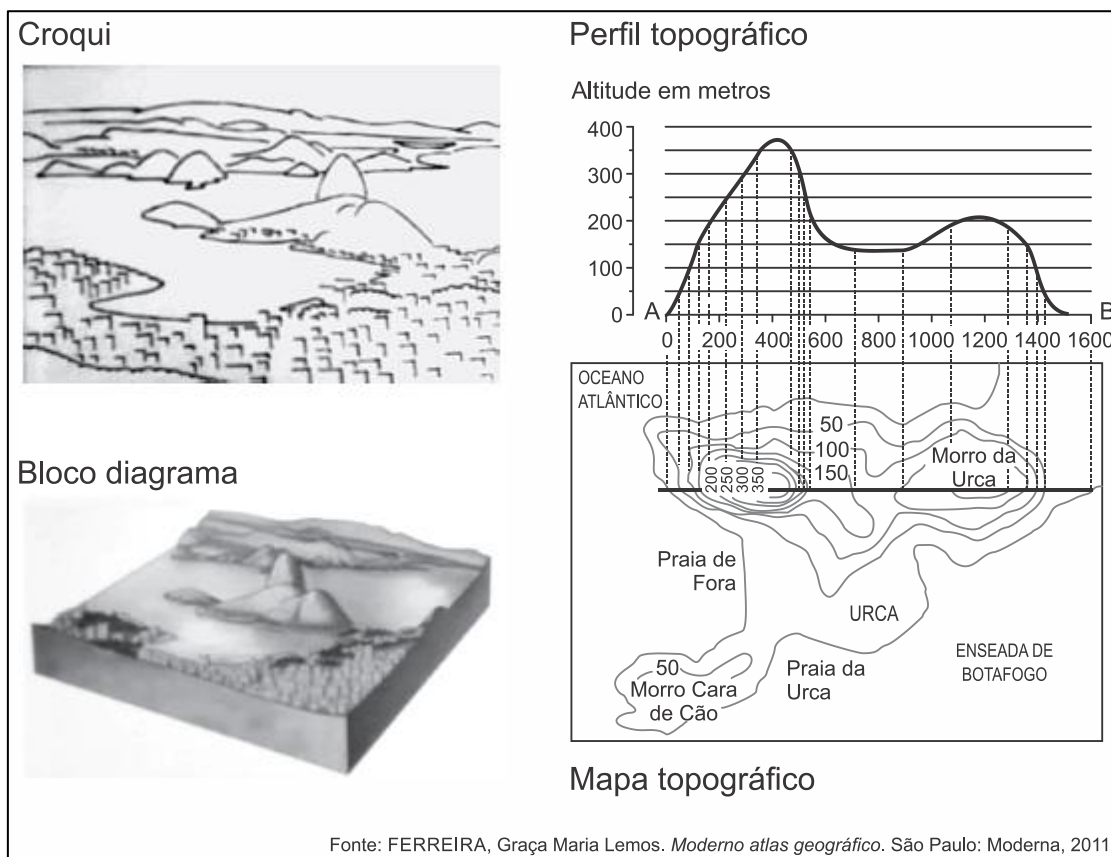 Croqui
Perfil topográfico
Altitude em metros
400
300
200
100
0
A
B
0 200 400 600 800 1000 1200 1400 1600
OCEANO
ATLÂNTICO
50
100
150
200
250
300
350
Morro da
Urca
Praia de
Fora
URCA
ENSEADA DE
BOTAFOGO
50
Morro Cara
de Cão
Praia da
Urca
Bloco diagrama
Mapa topográfico
Fonte: FERREIRA, Graça Maria Lemos. Moderno atlas geográfico. São Paulo: Moderna, 2011